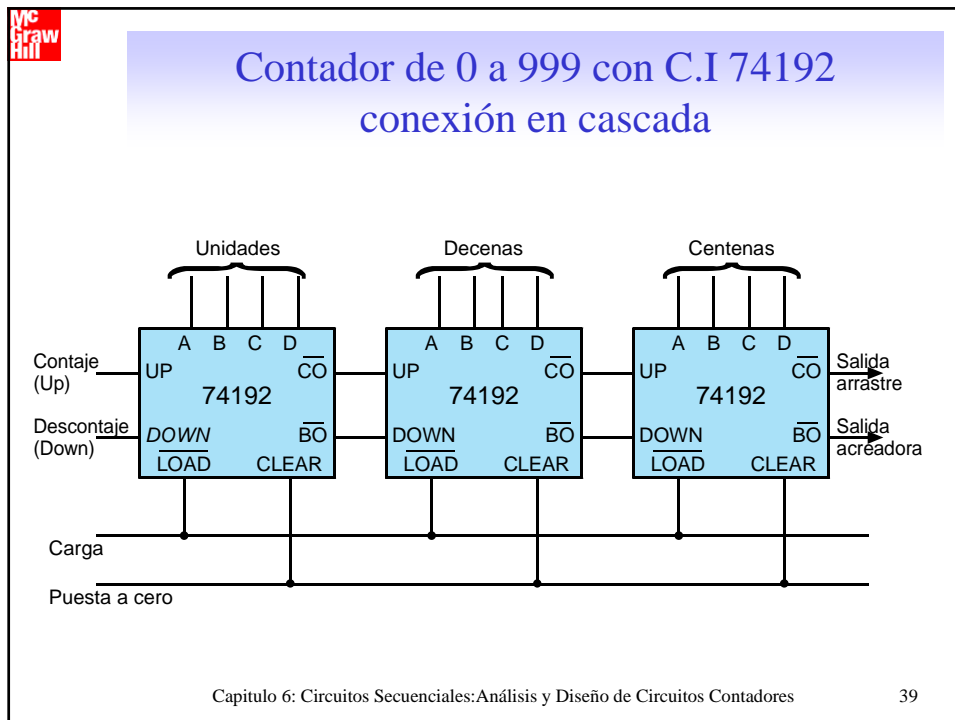 Mc
Graw
Hill
Contador de 0 a 999 con C.I 74192
conexión en cascada
Unidades
Decenas
Centenas
A B C D
A B C D
A B C D
Contaje
(Up)
UP
CO
UP
CO
UP
CO
Salida
arrastre
74192
74192
74192
Descontaje
(Down)
DOWN
BO
DOWN
BO
DOWN
BO
Salida
acreadora
LOAD CLEAR
LOAD CLEAR
LOAD CLEAR
Carga
Puesta a cero
Capitulo 6: Circuitos Secuenciales:Análisis y Diseño de Circuitos Contadores
39